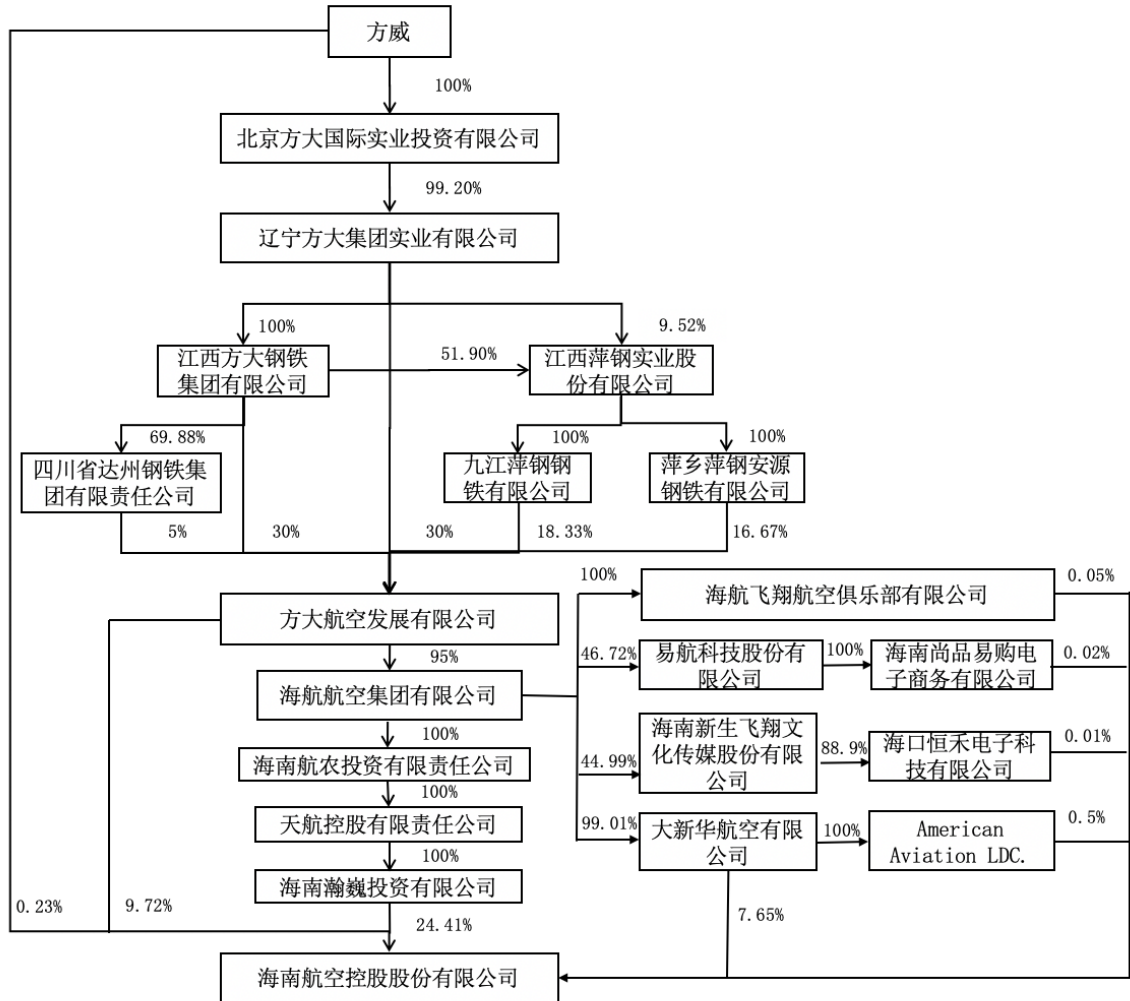 方威
100%
北京方大国际实业投资有限公司
99.20%
辽宁方大集团实业有限公司
100%
9.52%
江西方大钢铁
集团有限公司
51.90%
江西萍钢实业股
份有限公司
69.88%
100%
100%
四川省达州钢铁集
团有限责任公司
九江萍钢钢
铁有限公司
萍乡萍钢安源
钢铁有限公司
5%
30%
30%
18.33%
16.67%
方大航空发展有限公司
100%
海航飞翔航空俱乐部有限公司
0.05%
95%
海航航空集团有限公司
46.72%
易航科技股份有
限公司
100%
海南尚品易购电
子商务有限公司
0.02%
100%
海南航农投资有限责任公司
44.99%
海南新生飞翔文
化传媒股份有限
公司
88.9%
海口恒禾电子科
技有限公司
0.01%
100%
天航控股有限责任公司
99.01%
大新华航空有限
公司
100%
American
Aviation LDC.
0.5%
100%
海南瀚巍投资有限公司
0.23%
9.72%
24.41%
7.65%
海南航空控股股份有限公司